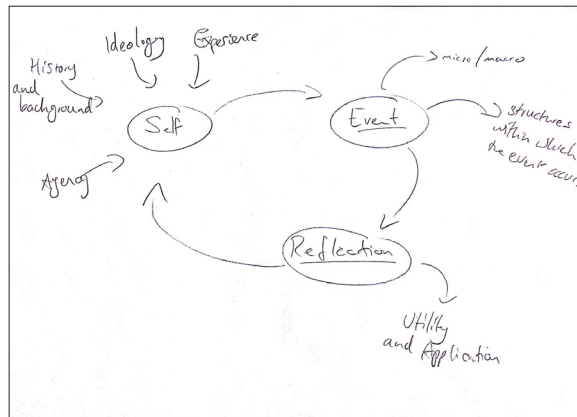 Ideology
Experience
History
and
background
Self
Agency
Event
micro/macro
structures
within which
the event occurs
Reflection
Utility
and Application